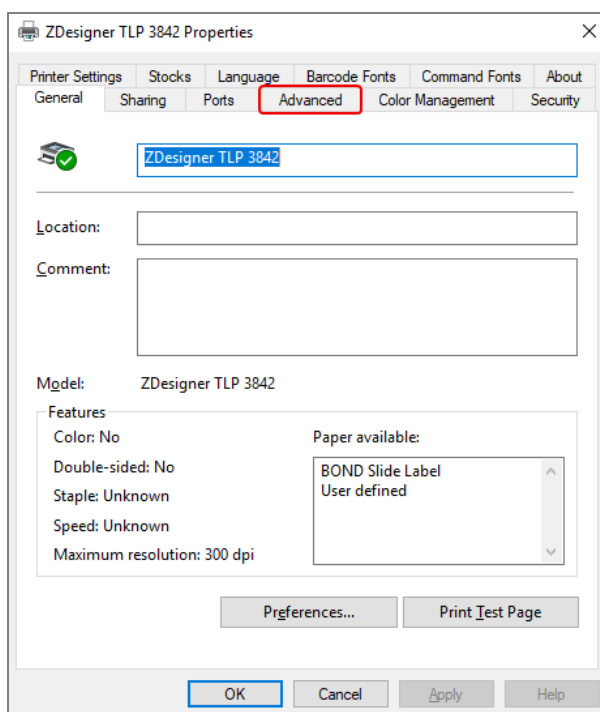 ZDesigner TLP 3842 Properties
Printer Settings Stocks Language Barcode Fonts Command Fonts About
General Sharing Ports Advanced Color Management Security
ZDesigner TLP 3842
Location:
Comment:
Model: ZDesigner TLP 3842
Features
Color: No
Double-sided: No
Staple: Unknown
Speed: Unknown
Maximum resolution: 300 dpi
Paper available:
BOND Slide Label
User defined
Preferences... Print Test Page
OK Cancel Apply Help